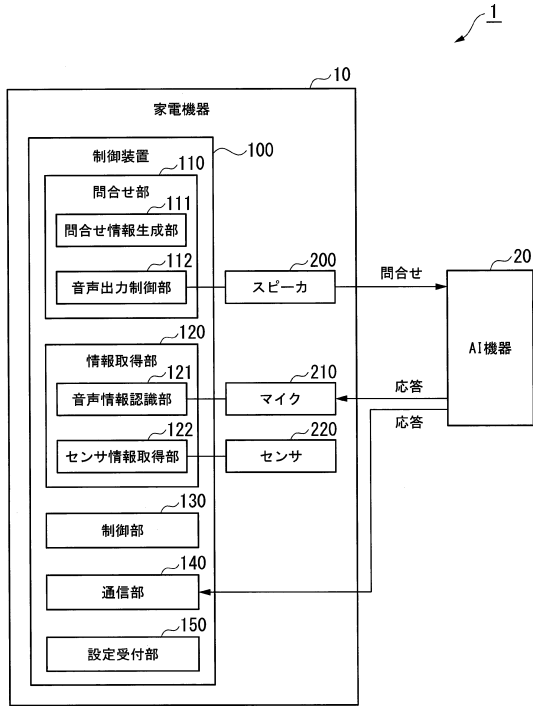 1
10
家電機器
制御装置
100
110
問合せ部
111
問合せ情報生成部
112
音声出力制御部
200
スピーカ
問合せ
20
AI機器
120
情報取得部
121
音声情報認識部
210
マイク
応答
応答
122
センサ情報取得部
220
センサ
130
制御部
140
通信部
150
設定受付部